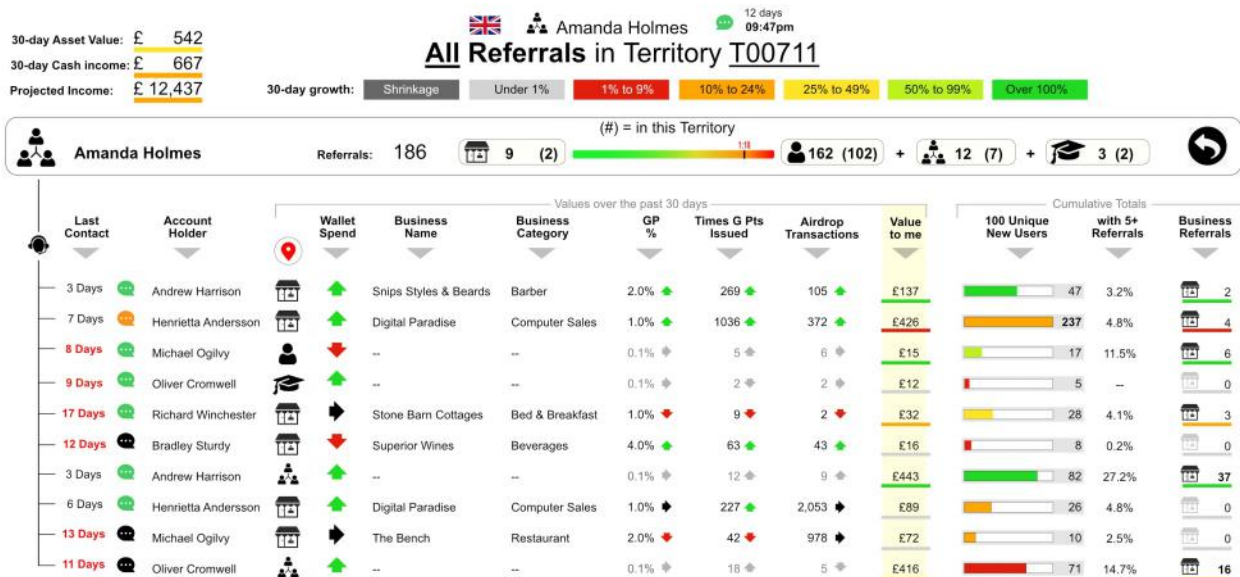 12 days
Amanda Holmes 09:47pm
All Referrals in Territory T00711
30-day Asset Value: £ 542
30-day Cash income: £ 667
Projected Income: £ 12,437
30-day growth: Shrinkage Under 1% 1% to 9% 10% to 24% 25% to 49% 50% to 99% Over 100%
(#) = in this Territory
Amanda Holmes Referrals: 186 9 (2) 1:18 162 (102) + 12 (7) + 3 (2)
Values over the past 30 days Cumulative Totals
Last Contact Account Holder Wallet Spend Business Name Business Category GP % Times G Pts Issued Airdrop Transactions Value to me 100 Unique New Users with 5+ Referrals Business Referrals
3 Days Andrew Harrison Snips Styles & Beards Barber 2.0% 269 105 £137 47 3.2% 2
7 Days Henrietta Andersson Digital Paradise Computer Sales 1.0% 1036 372 £426 237 4.8% 4
8 Days Michael Ogilvy -- -- 0.1% 5 6 £15 17 11.5% 6
9 Days Oliver Cromwell -- -- 0.1% 2 2 £12 5 -- 0
17 Days Richard Winchester Stone Barn Cottages Bed & Breakfast 1.0% 9 2 £32 28 4.1% 3
12 Days Bradley Sturdy Superior Wines Beverages 4.0% 63 43 £16 8 0.2% 0
3 Days Andrew Harrison -- -- 0.1% 12 9 £443 82 27.2% 37
6 Days Henrietta Andersson Digital Paradise Computer Sales 1.0% 227 2,053 £89 26 4.8% 0
13 Days Michael Ogilvy The Bench Restaurant 2.0% 42 978 £72 10 2.5% 0
11 Days Oliver Cromwell -- -- 0.1% 18 5 £416 71 14.7% 16